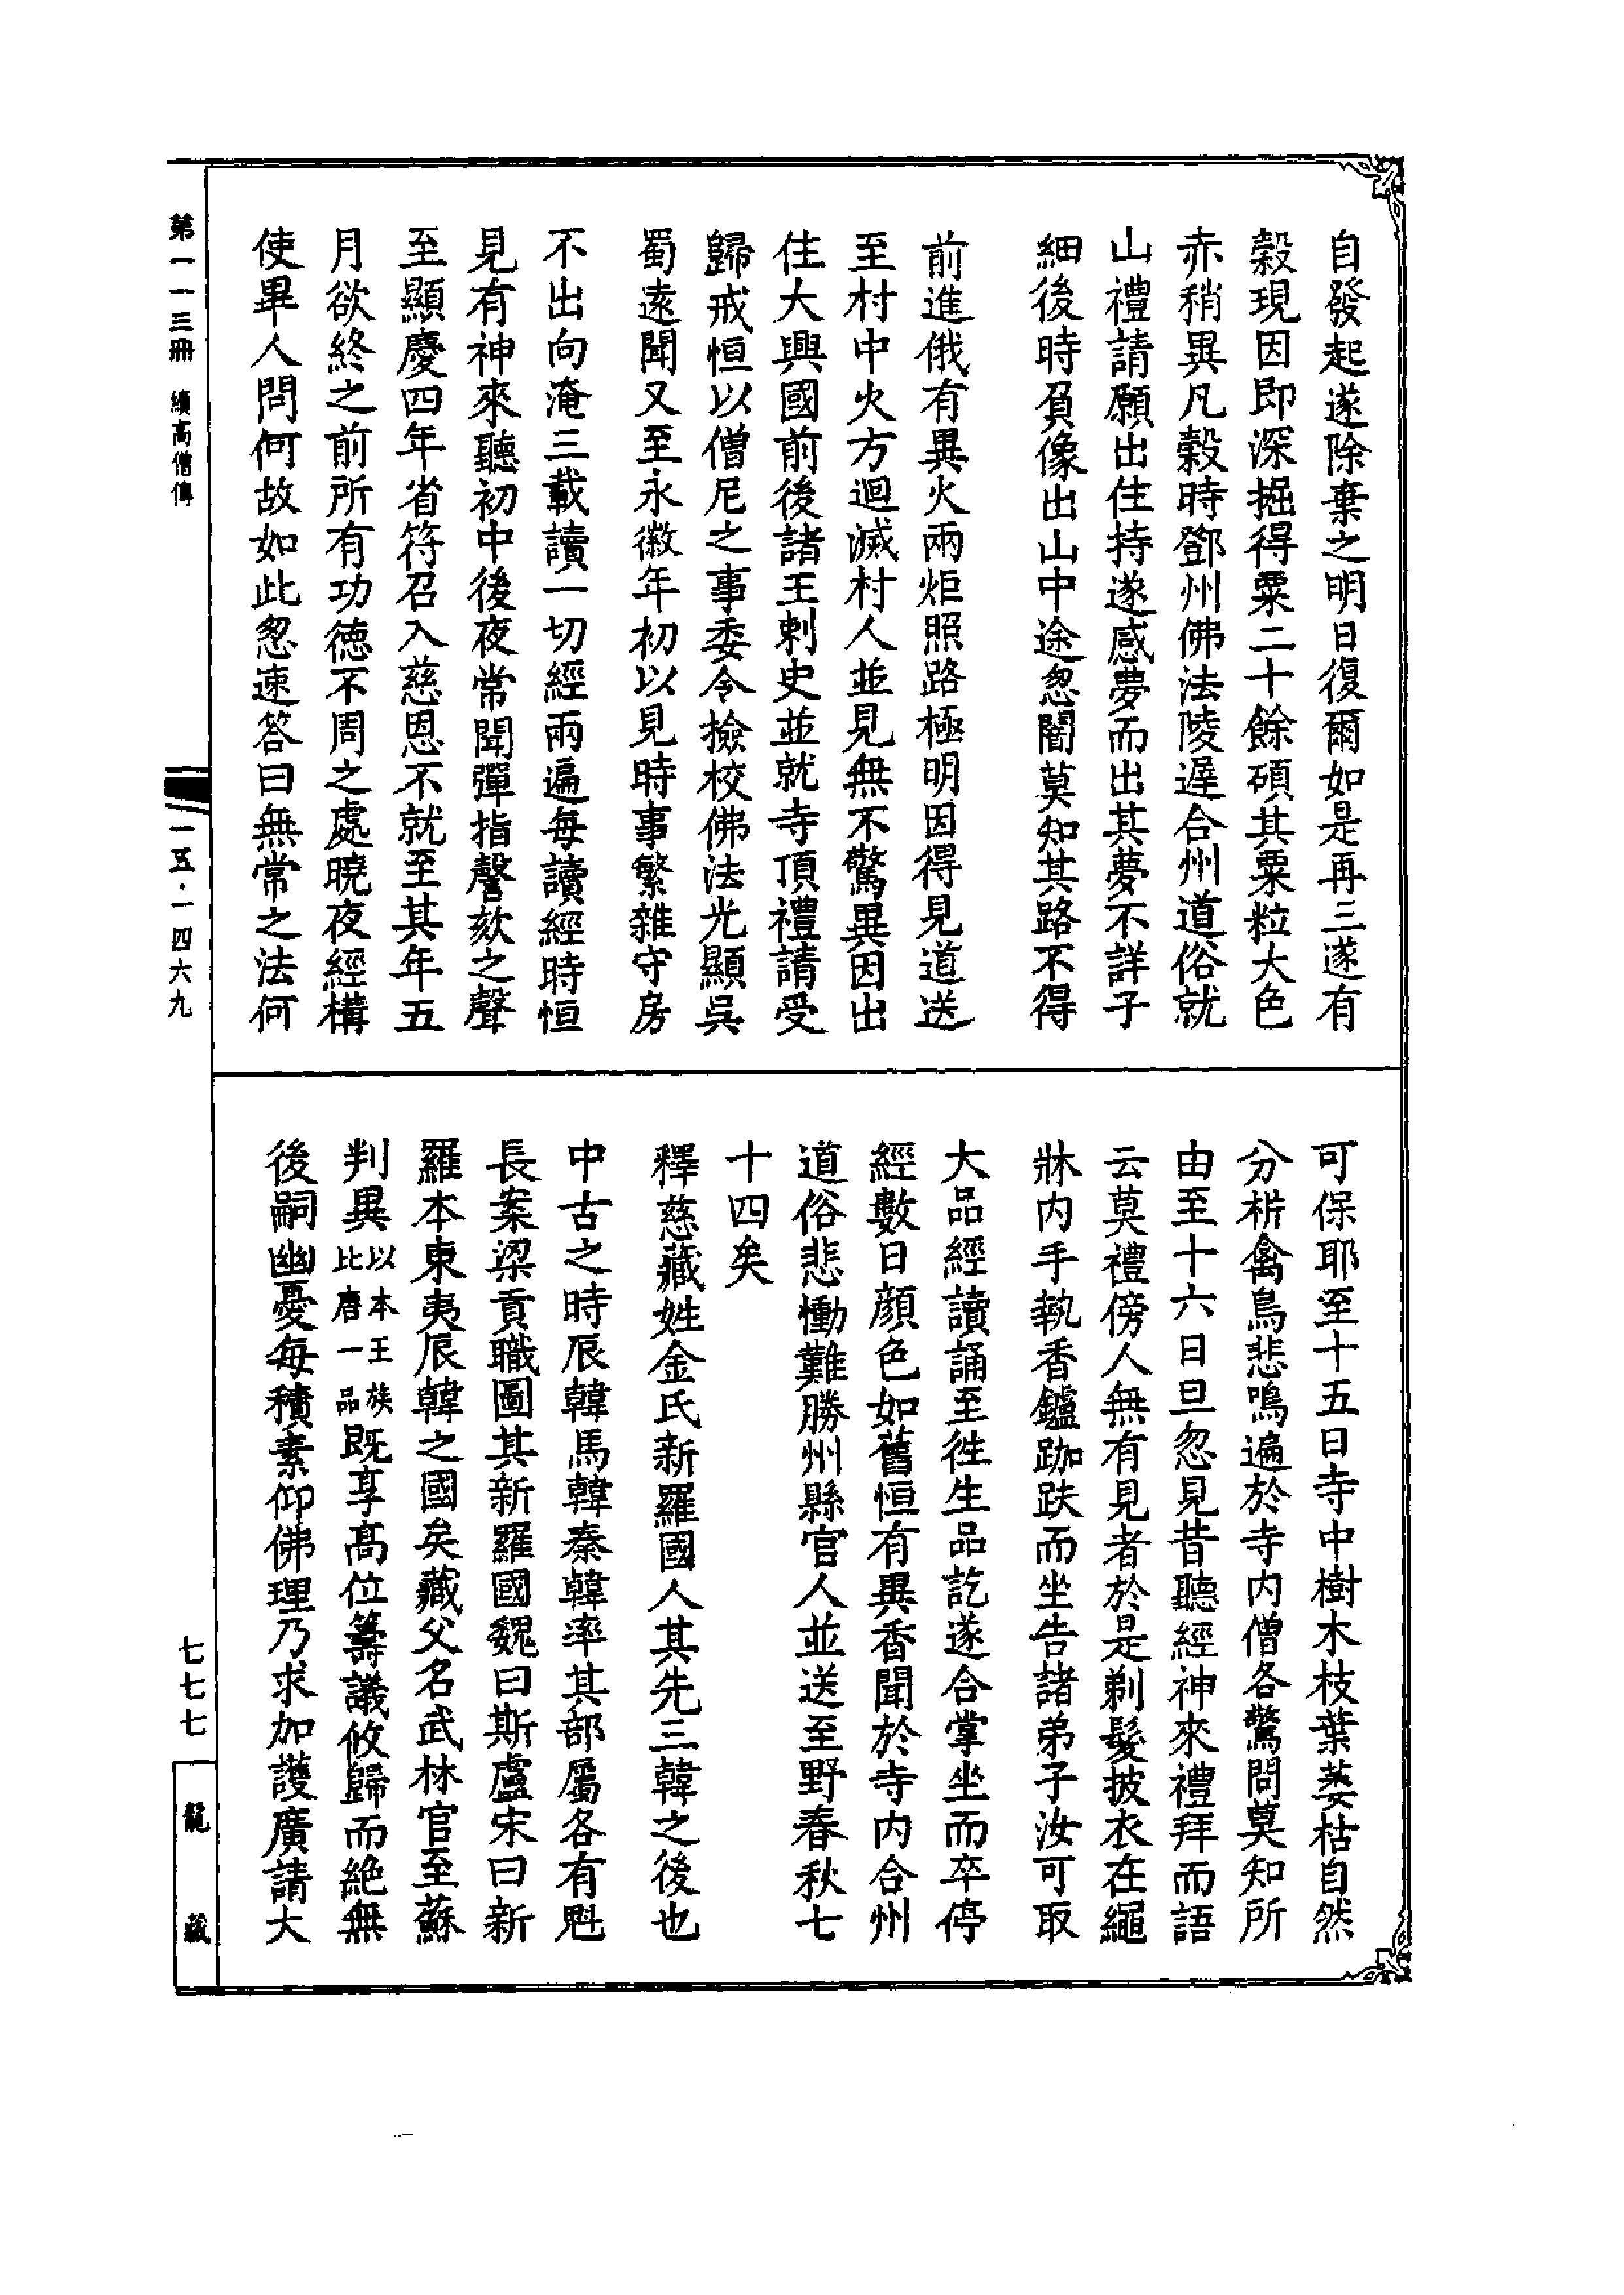 自發起遂除棄之明日復爾如是再三遂有
穀現因即深掘得粟二十餘碩其粟粒大色
赤稍異凡穀時鄧州佛法陵遲合州道俗就
山禮請願出住持遂感夢而出其夢不詳子
細後時負像出山中途忽闇莫知其路不得
前進俄有異火兩炬照路極明因得見道送
至村中火方迴滅村人並見無不驚異因出
住大興國前後諸王刺史並就寺頂禮請受
歸戒恒以僧尼之事委令撿校佛法光顯吳
蜀遠聞又至永徽年初以見時事繁雜守房
不出向淹三載讀一切經兩遍每讀經時恒
見有神來聽初中後夜常聞彈指謦欬之聲
至顯慶四年省符召入慈恩不就至其年五
月欲終之前所有功德不周之處曉夜經構
使畢人問何故如此忽速答曰無常之法何
可保耶至十五日寺中樹木枝葉萎枯自然
分析禽鳥悲鳴遍於寺内僧各驚問莫知所
由至十六日旦忽見昔聽經神來禮拜而語
云莫禮傍人無有見者於是剃髮披衣在繩
牀内手執香鑪跏趺而坐告諸弟子汝可取
大品經讀誦至徃生品訖遂合掌坐而卒停
經數日顔色如舊恒有異香聞於寺内合州
道俗悲慟難勝州縣官人並送至野春秋七
十四矣
釋慈藏姓金氏新羅國人其先三韓之後也
中古之時辰韓馬韓秦韓率其部屬各有魁
長案梁貢職圖其新羅國魏曰斯盧宋曰新
羅本東夷辰韓之國矣藏父名武林官至蘇
判異以本王族比唐一品既享高位籌議攸歸而絶無
後嗣幽憂每積素仰佛理乃求加護廣請大
第一一三冊 續高僧傳
一五·一四六九
七七七
龍藏